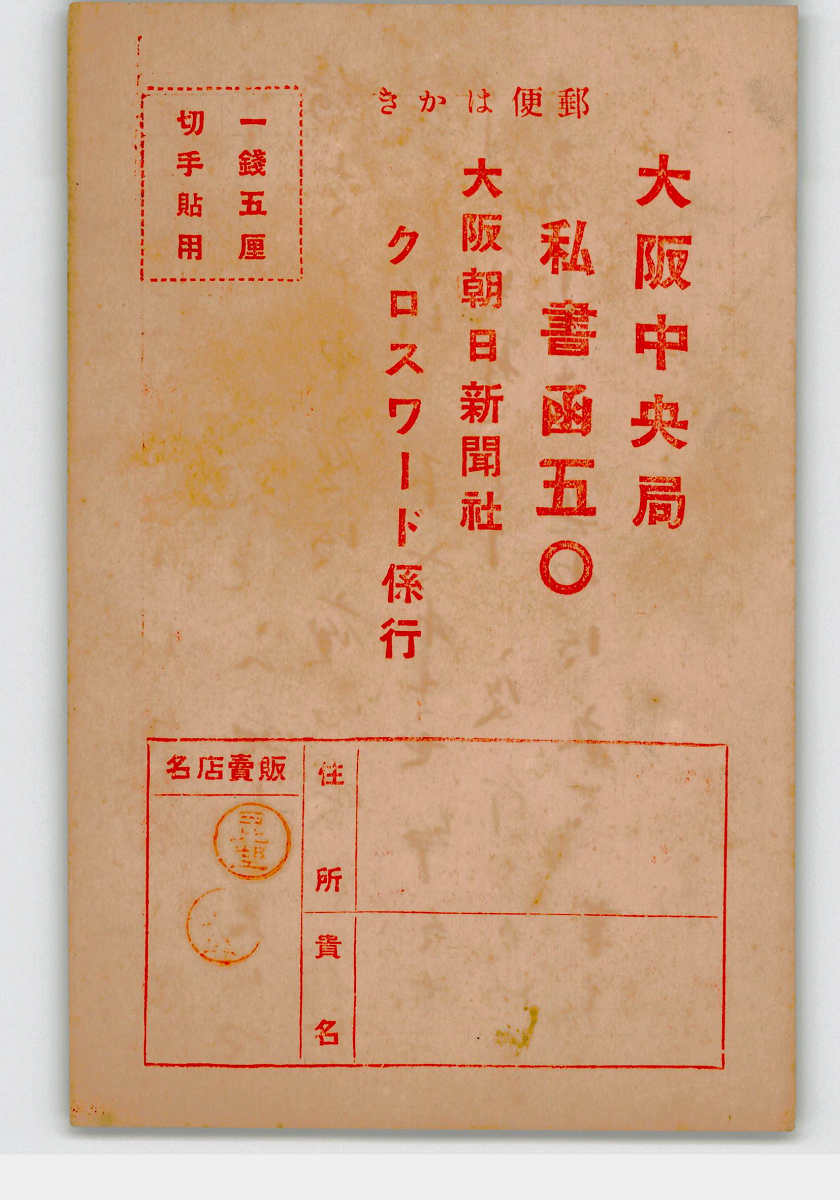 郵便はかき
大阪中央局
私書函五〇
大阪朝日新聞社
クロスワード係行
一錢五厘
切手貼用
住所
貴名
販賣店名